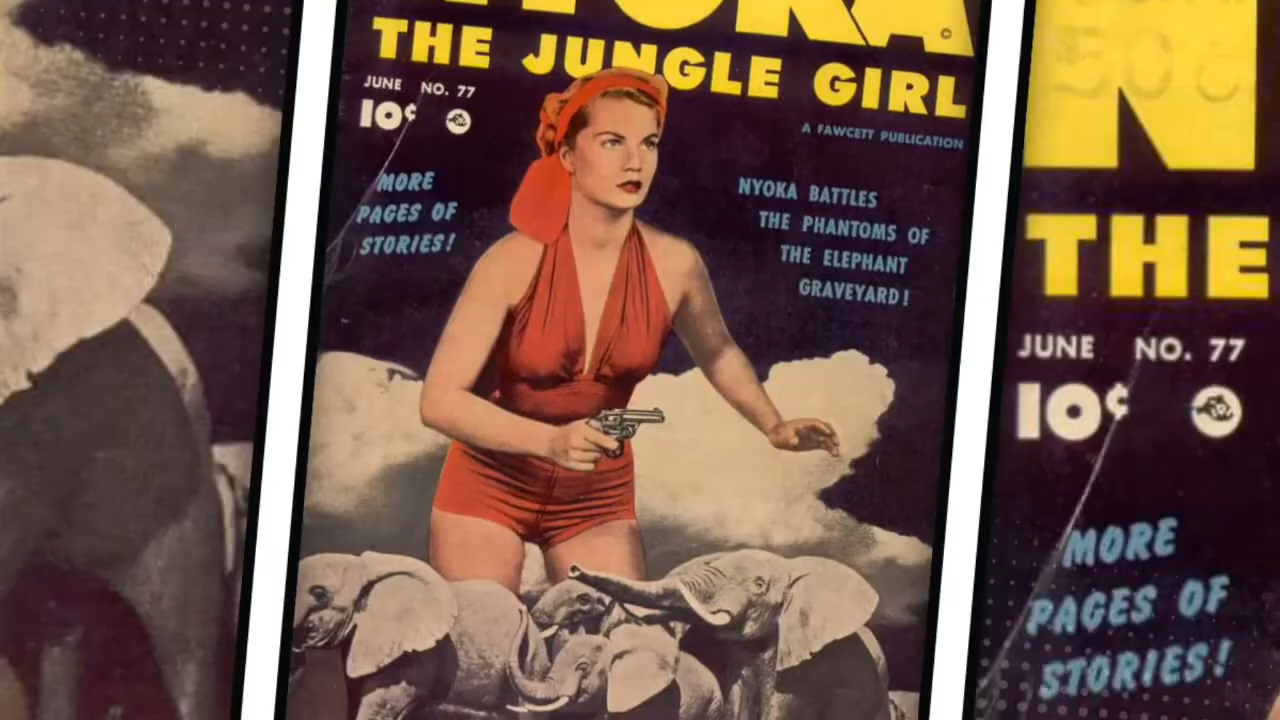 THE JUNGLE GIRL
©
JUNE NO. 77
10¢
A FAWCETT PUBLICATION
MORE
PAGES OF
STORIES!
NYOKA BATTLES
THE PHANTOMS OF
THE ELEPHANT
GRAVEYARD!
N
THE
JUNE NO. 77
10¢
MORE
PAGES OF
STORIES!